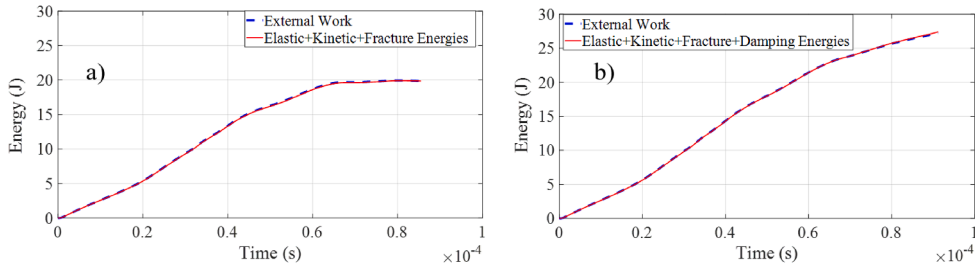 30
25
20
15
10
5
0
Energy (J)
External Work
Elastic+Kinetic+Fracture Energies
a)
0
0.2
0.4
0.6
0.8
1
×10⁻⁴
Time (s)
30
25
20
15
10
5
0
Energy (J)
External Work
Elastic+Kinetic+Fracture+Damping Energies
b)
0
0.2
0.4
0.6
0.8
1
×10⁻⁴
Time (s)